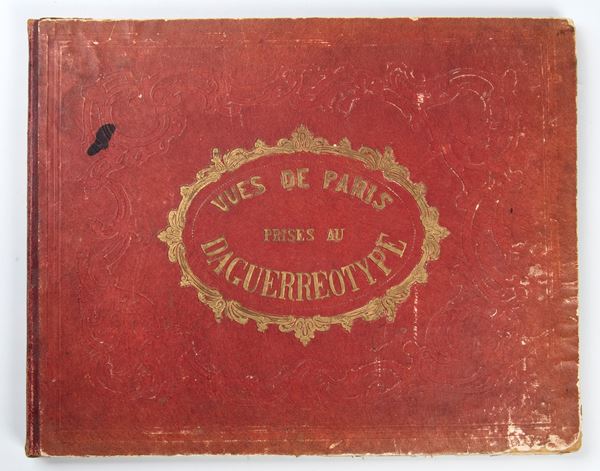 VUES DE PARIS
PRISES AU
DAGUERREOTYPE